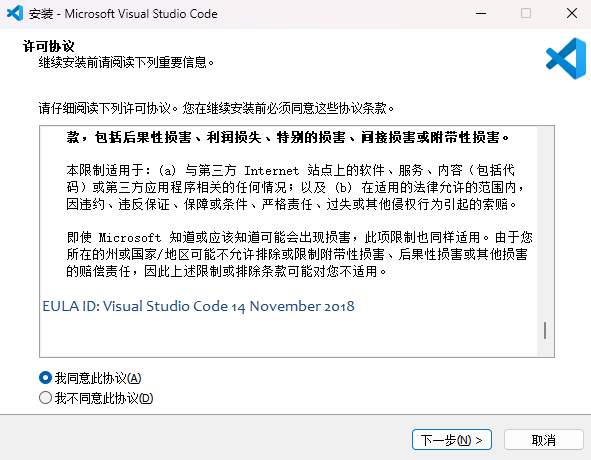 安装 - Microsoft Visual Studio Code
许可协议
继续安装前请阅读下列重要信息。
请仔细阅读下列许可协议。您在继续安装前必须同意这些协议条款。
款，包括后果性损害、利润损失、特别的损害、间接损害或附带性损害。
本限制适用于：(a) 与第三方 Internet 站点上的软件、服务、内容（包括代
码）或第三方应用程序相关的任何情况；以及 (b) 在适用的法律允许的范围内，
因违约、违反保证、保障或条件、严格责任、过失或其他侵权行为引起的索赔。
即使 Microsoft 知道或应该知道可能会出现损害，此项限制也同样适用。由于您
所在的州或国家/地区可能不允许排除或限制附带性损害、后果性损害或其他损害
的赔偿责任，因此上述限制或排除条款可能对您不适用。
EULA ID: Visual Studio Code 14 November 2018
我同意此协议(A)
我不同意此协议(D)
下一步(N) >
取消